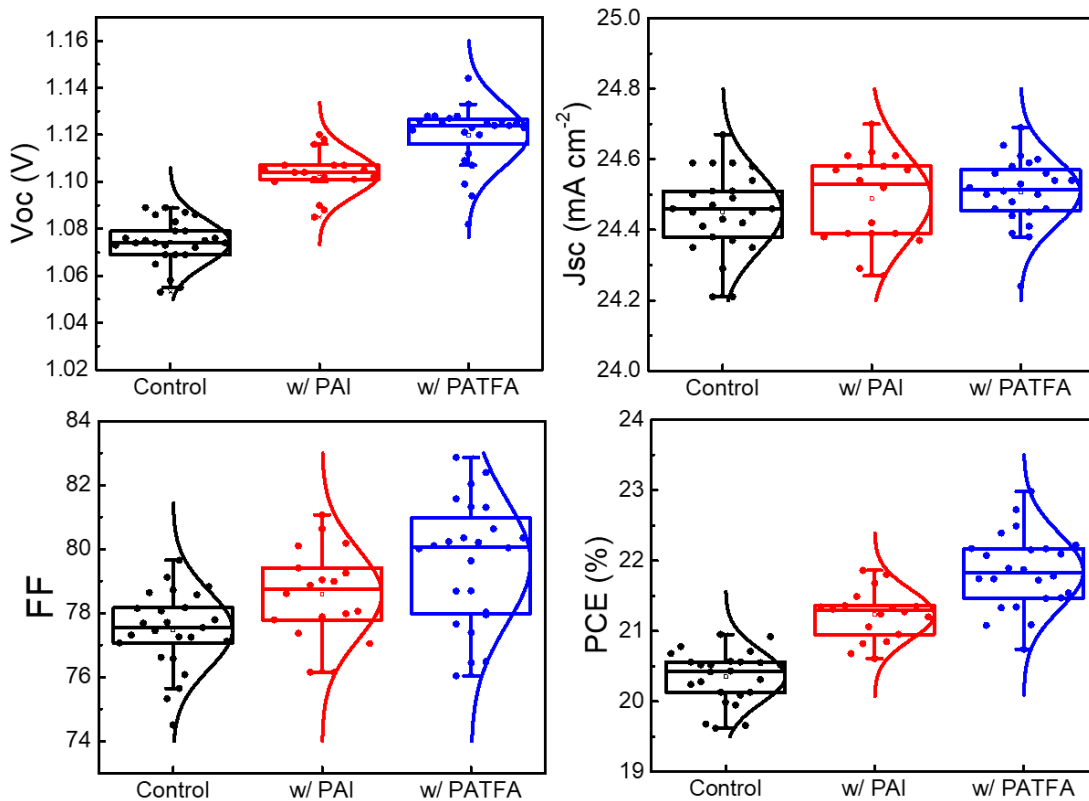 Voc (V)
1.16
1.14
1.12
1.10
1.08
1.06
1.04
1.02
Control
w/ PAI
w/ PATFA
Jsc (mA cm-2)
25.0
24.8
24.6
24.4
24.2
24.0
Control
w/ PAI
w/ PATFA
FF
84
82
80
78
76
74
Control
w/ PAI
w/ PATFA
PCE (%)
24
23
22
21
20
19
Control
w/ PAI
w/ PATFA